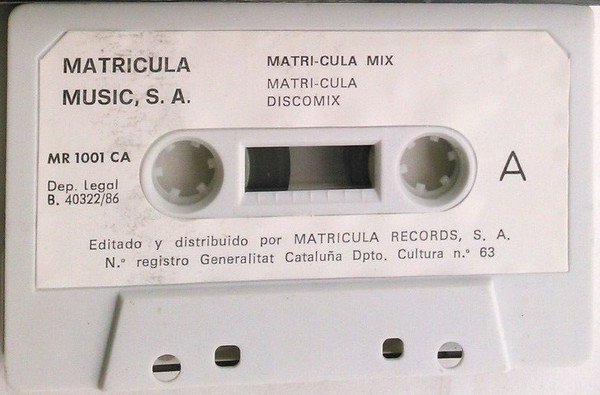 MATRICULA
MUSIC, S. A.
MATRI-CULA MIX
MATRI-CULA
DISCOMIX
MR 1001 CA
Dep. Legal
B. 40322/86
A
Editado y distribuido por MATRICULA RECORDS, S. A.
N.º registro Generalitat Cataluña Dpto. Cultura n.º 63